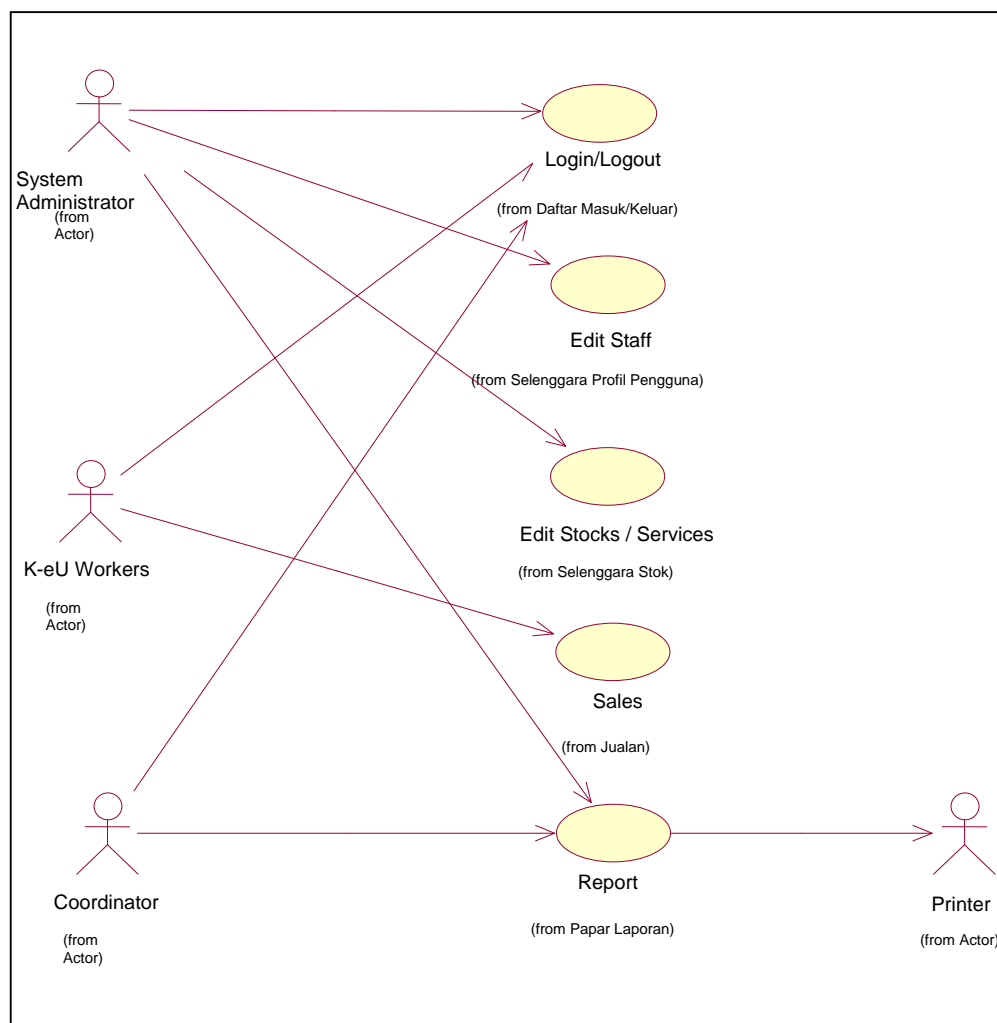 System
Administrator
(from
Actor)
Login/Logout
(from Daftar Masuk/Keluar)
Edit Staff
(from Selenggara Profil Pengguna)
K-eU Workers
(from
Actor)
Edit Stocks / Services
(from Selenggara Stok)
Sales
(from Jualan)
Coordinator
(from
Actor)
Report
(from Papar Laporan)
Printer
(from Actor)